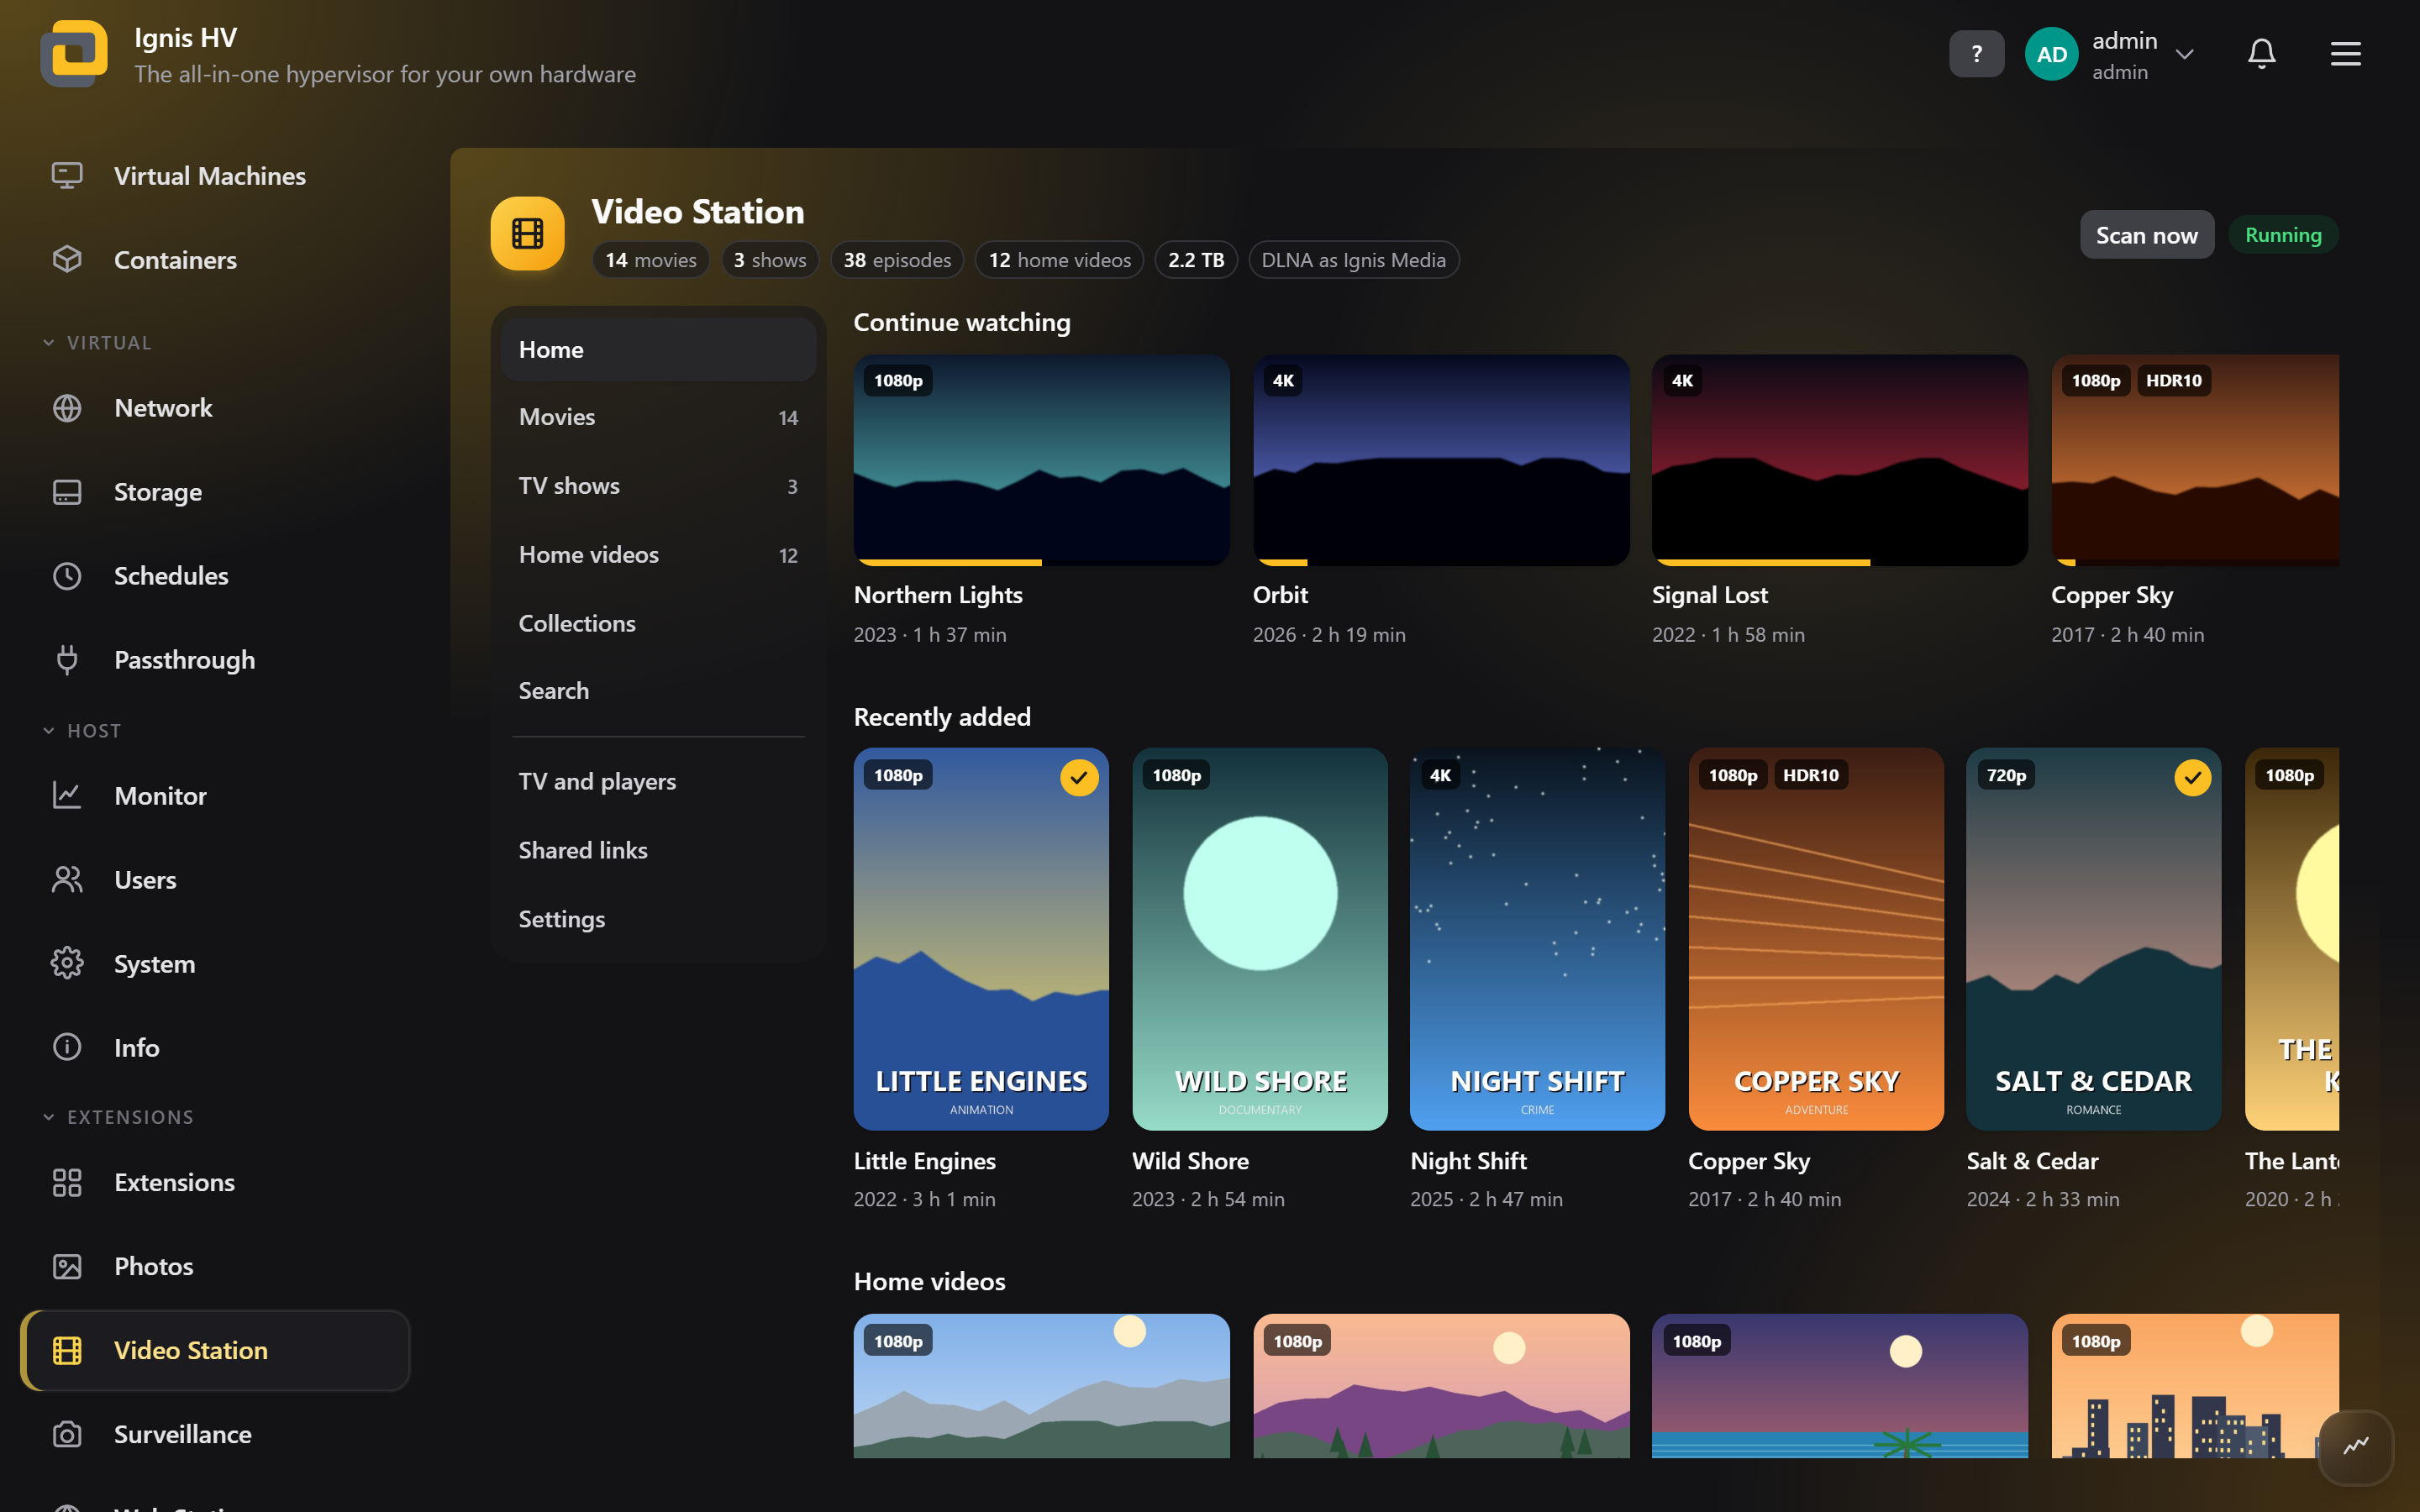 Ignis HV
The all-in-one hypervisor for your own hardware
?
AD
admin
admin
Virtual Machines
Containers
VIRTUAL
Network
Storage
Schedules
Passthrough
HOST
Monitor
Users
System
Info
EXTENSIONS
Extensions
Photos
Video Station
Surveillance
Video Station
14 movies
3 shows
38 episodes
12 home videos
2.2 TB
DLNA as Ignis Media
Scan now
Running
Home
Movies 14
TV shows 3
Home videos 12
Collections
Search
TV and players
Shared links
Settings
Continue watching
1080p
4K
4K
1080p HDR10
Northern Lights
2023 · 1 h 37 min
Orbit
2026 · 2 h 19 min
Signal Lost
2022 · 1 h 58 min
Copper Sky
2017 · 2 h 40 min
Recently added
1080p
LITTLE ENGINES
ANIMATION
Little Engines
2022 · 3 h 1 min
1080p
WILD SHORE
DOCUMENTARY
Wild Shore
2023 · 2 h 54 min
4K
NIGHT SHIFT
CRIME
Night Shift
2025 · 2 h 47 min
1080p HDR10
COPPER SKY
ADVENTURE
Copper Sky
2017 · 2 h 40 min
720p
SALT & CEDAR
ROMANCE
Salt & Cedar
2024 · 2 h 33 min
1080p
THE
The
2020 · 2 h
Home videos
1080p
1080p
1080p
1080p